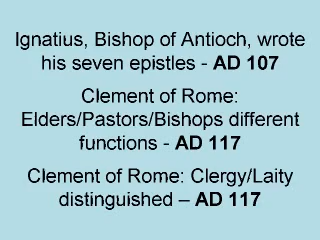 Ignatius, Bishop of Antioch, wrote
his seven epistles - AD 107
Clement of Rome:
Elders/Pastors/Bishops different
functions - AD 117
Clement of Rome: Clergy/Laity
distinguished – AD 117